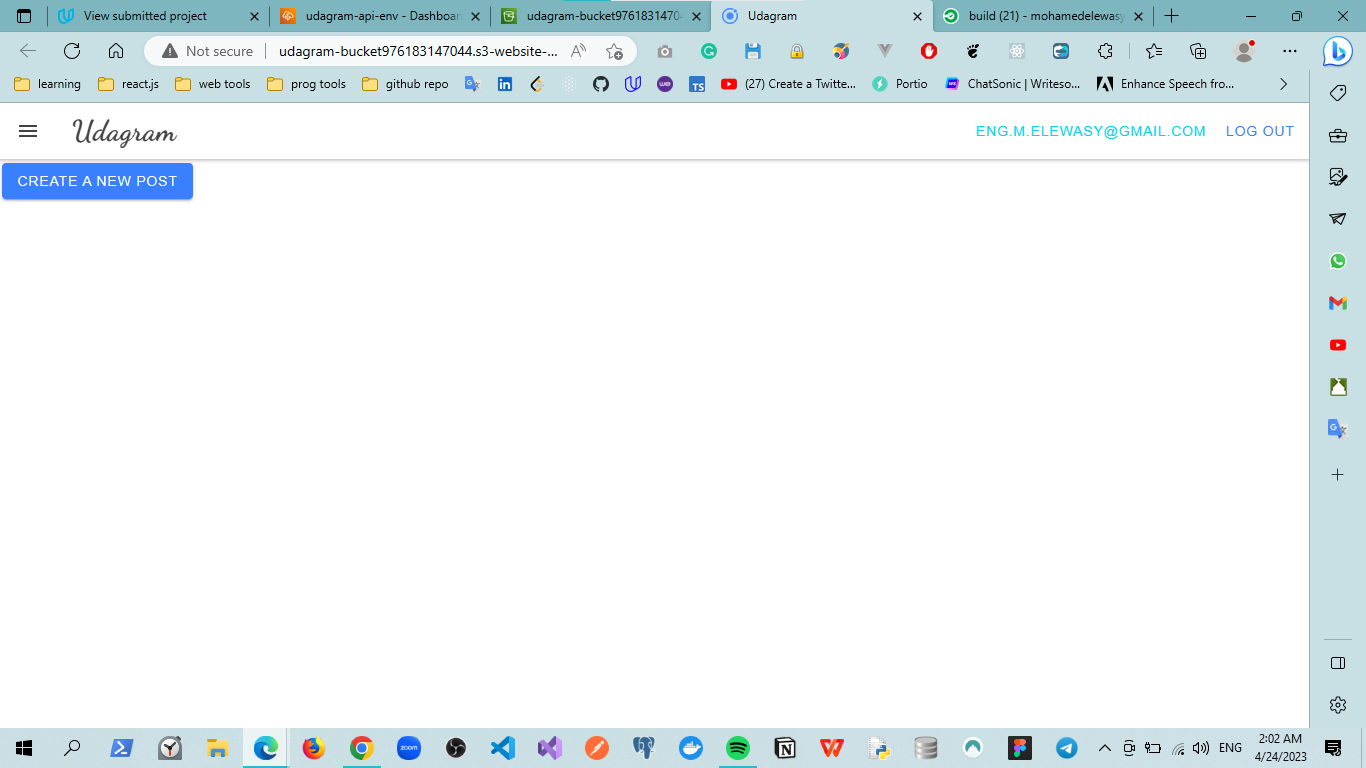 View submitted project
udagram-api-env - Dashboar
udagram-bucket976183147044
Udagram
build (21) - mohamedelewasy
Not secure
udagram-bucket976183147044.s3-website-...
learning
react.js
web tools
prog tools
github repo
(27) Create a Twitte...
Portio
ChatSonic | Writeso...
Enhance Speech fro...
Udagram
ENG.M.ELEWASY@GMAIL.COM
LOG OUT
CREATE A NEW POST
zoom
ENG
2:02 AM
4/24/2023